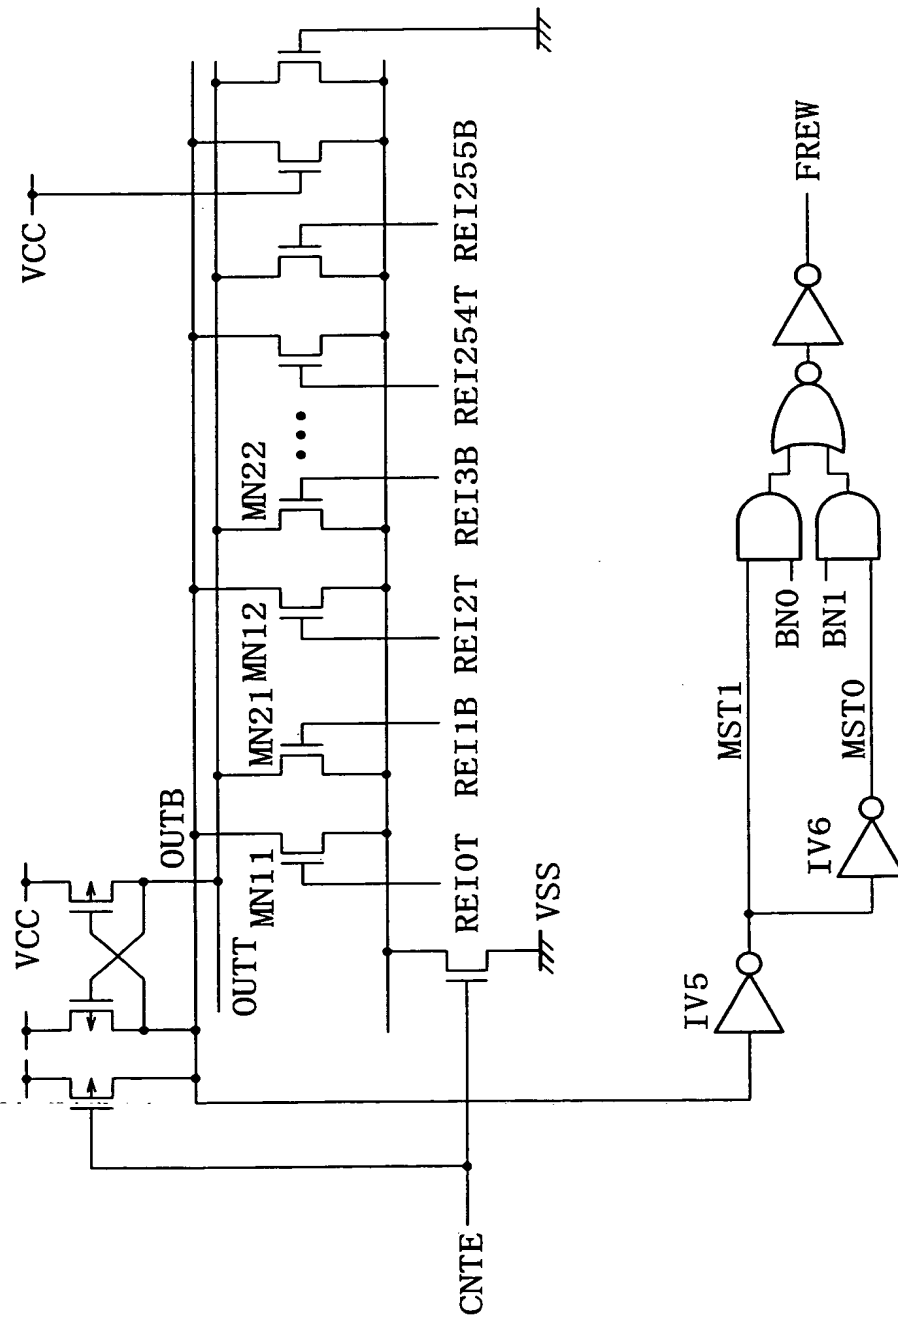 CNTE
VCC
OUTB
OUTT
MN11
MN21
MN12
MN22
VCC
REI0T
REI1B
REI2T
REI3B
REI254T
REI255B
VSS
IV5
IV6
MST1
MST0
BN0
BN1
FREW